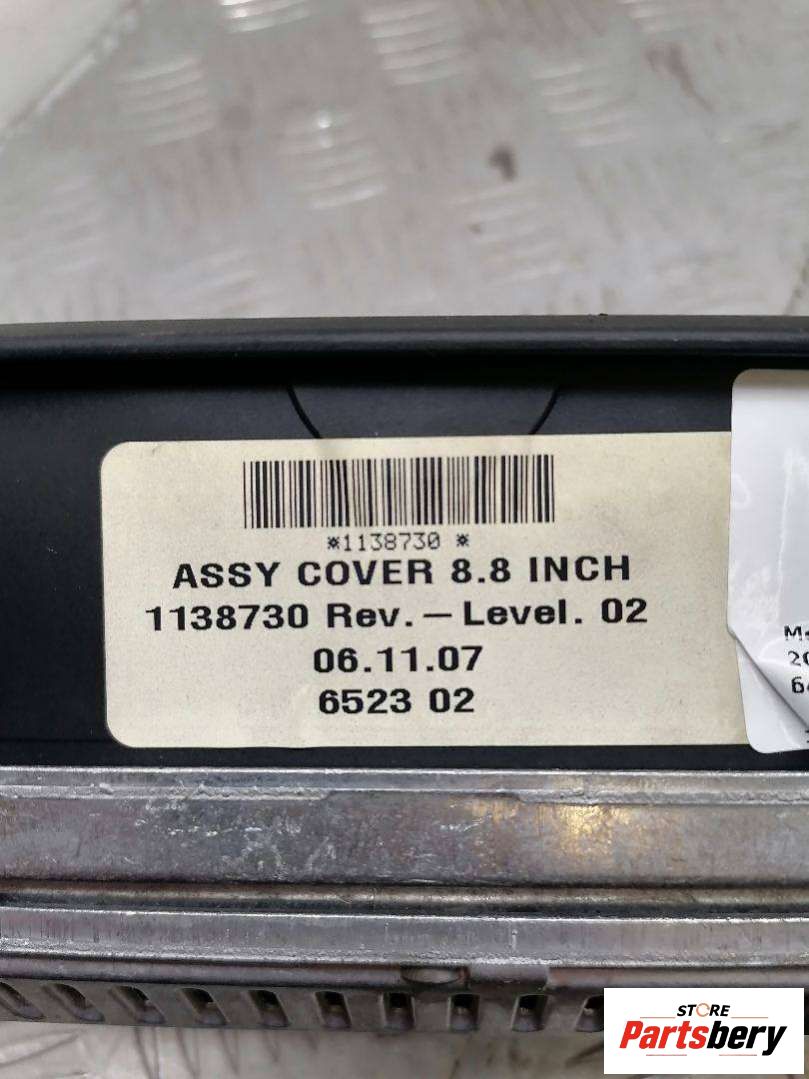 *1138730 *
ASSY COVER 8.8 INCH
1138730 Rev. – Level. 02
06.11.07
6523 02
STORE
Partsbery